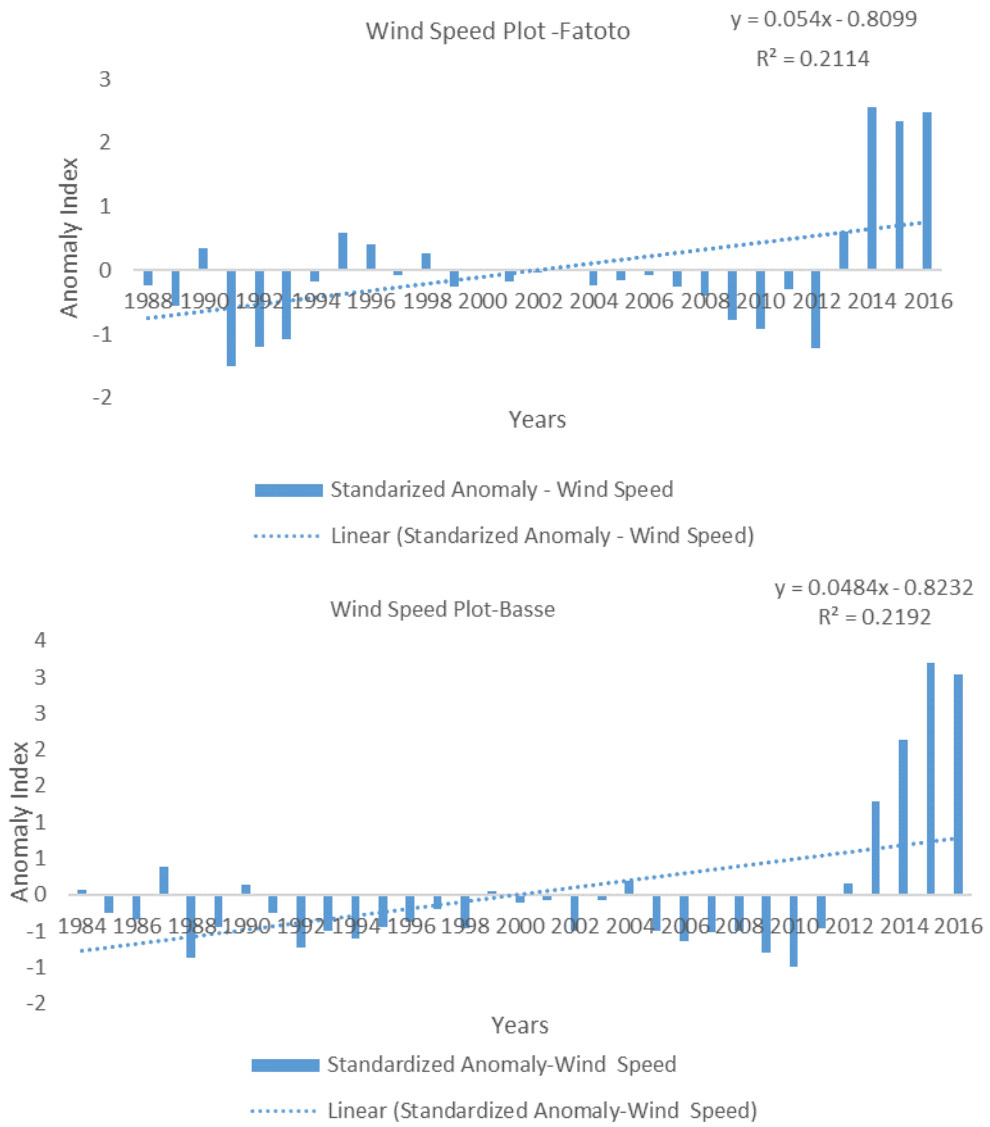 Wind Speed Plot -Fatoto
y = 0.054x - 0.8099
R² = 0.2114
3
2
1
0
-1
-2
Anomaly Index
1988 1990 1992 1994 1996 1998 2000 2002 2004 2006 2008 2010 2012 2014 2016
Years
Standarized Anomaly - Wind Speed
Linear (Standarized Anomaly - Wind Speed)
Wind Speed Plot-Basse
y = 0.0484x - 0.8232
R² = 0.2192
4
3
3
2
2
1
1
0
-1
-1
-2
Anomaly Index
1984 1986 1988 1990 1992 1994 1996 1998 2000 2002 2004 2006 2008 2010 2012 2014 2016
Years
Standardized Anomaly-Wind Speed
Linear (Standardized Anomaly-Wind Speed)